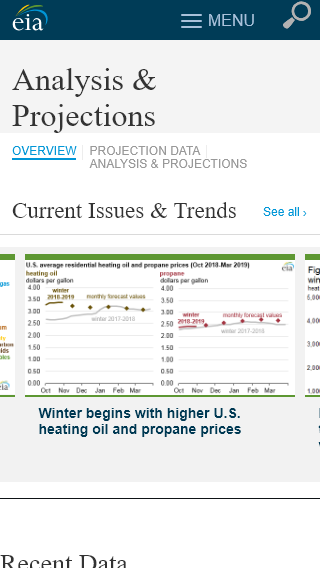 eia
MENU
Analysis &
Projections
OVERVIEW
PROJECTION DATA
ANALYSIS & PROJECTIONS
Current Issues & Trends
See all ›
U.S. average residential heating oil and propane prices (Oct 2018-Mar 2019)
heating oil
dollars per gallon
4.00
3.50
3.00
2.50
2.00
1.50
1.00
0.50
0.00
Oct Nov Dec Jan Feb Mar
winter
2018-2019
monthly forecast values
winter 2017-2018
propane
dollars per gallon
4.00
3.50
3.00
2.50
2.00
1.50
1.00
0.50
0.00
Oct Nov Dec Jan Feb Mar
winter
2018-2019
monthly forecast values
winter 2017-2018
eia
Winter begins with higher U.S.
heating oil and propane prices
Recent Data